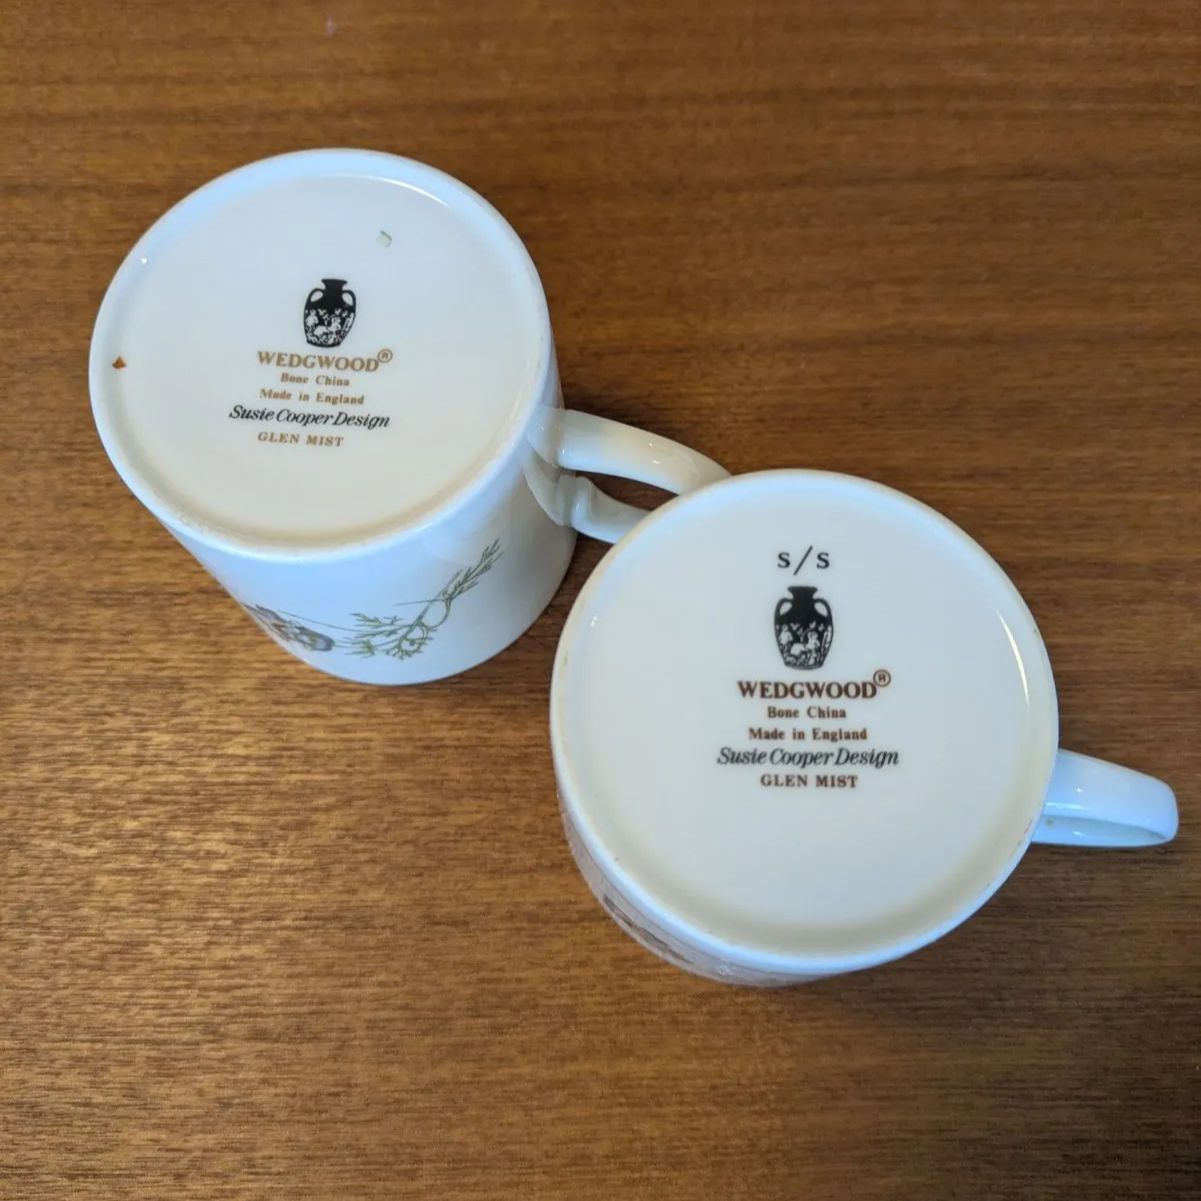 WEDGWOOD®
Bone China
Made in England
Susie Cooper Design
GLEN MIST
S/S
WEDGWOOD®
Bone China
Made in England
Susie Cooper Design
GLEN MIST